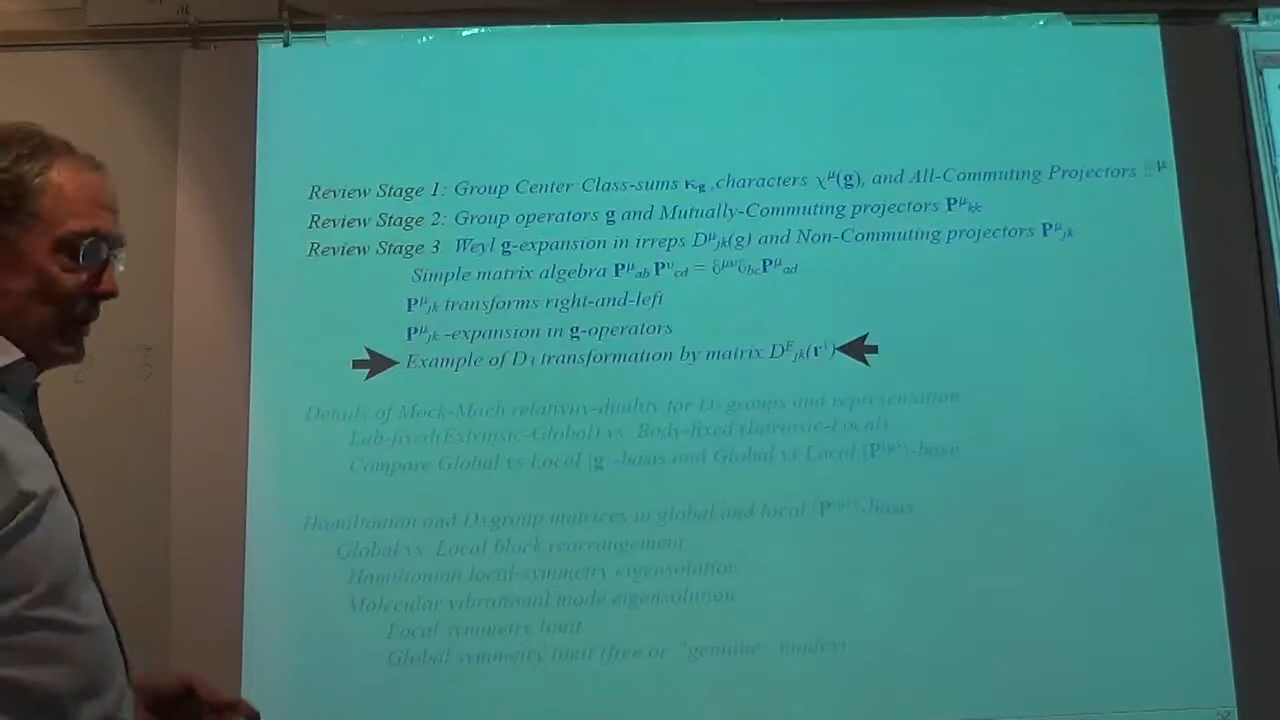 Review Stage 1: Group Center Class-sums κg, characters χμ(g), and All-Commuting Projectors μ
Review Stage 2: Group operators g and Mutually-Commuting projectors Pμkk
Review Stage 3 Weyl g-expansion in irreps Dμjk(g) and Non-Commuting projectors Pμjk
Simple matrix algebra Pμab Pνcd = δμνδbcPμad
Pμjk transforms right-and-left
Pμjk -expansion in g-operators
Example of D3 transformation by matrix DEjk(r¹)
Details of Mock-Mach relativity-duality for D3 groups and representation
Lab-fixed(Extrinsic-Global) vs. Body-fixed (Intrinsic-Local)
Compare Global vs Local |g⟩-basis and Global vs Local |P(μ)⟩-basis
Hamiltonian and D3 group matrices in global and local |P(μ)⟩-basis
Global vs. Local block rearrangement
Hamiltonian local-symmetry eigensolution
Molecular vibrational mode eigensolution
Local symmetry limit
Global symmetry limit (free or "genuine" modes)
52